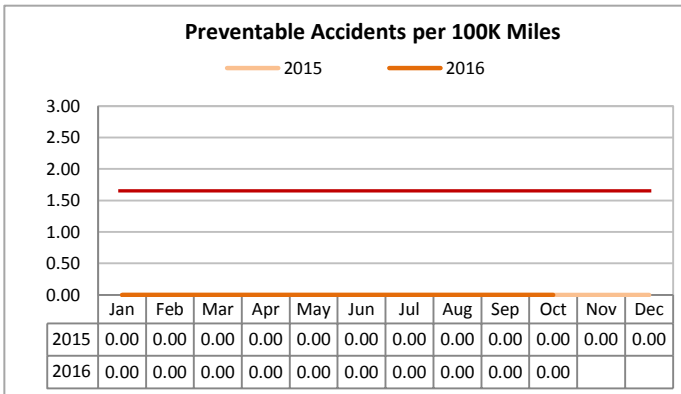 Preventable Accidents per 100K Miles
2015 2016
3.00
2.50
2.00
1.50
1.00
0.50
0.00
Jan Feb Mar Apr May Jun Jul Aug Sep Oct Nov Dec
2015 0.00 0.00 0.00 0.00 0.00 0.00 0.00 0.00 0.00 0.00 0.00 0.00
2016 0.00 0.00 0.00 0.00 0.00 0.00 0.00 0.00 0.00 0.00